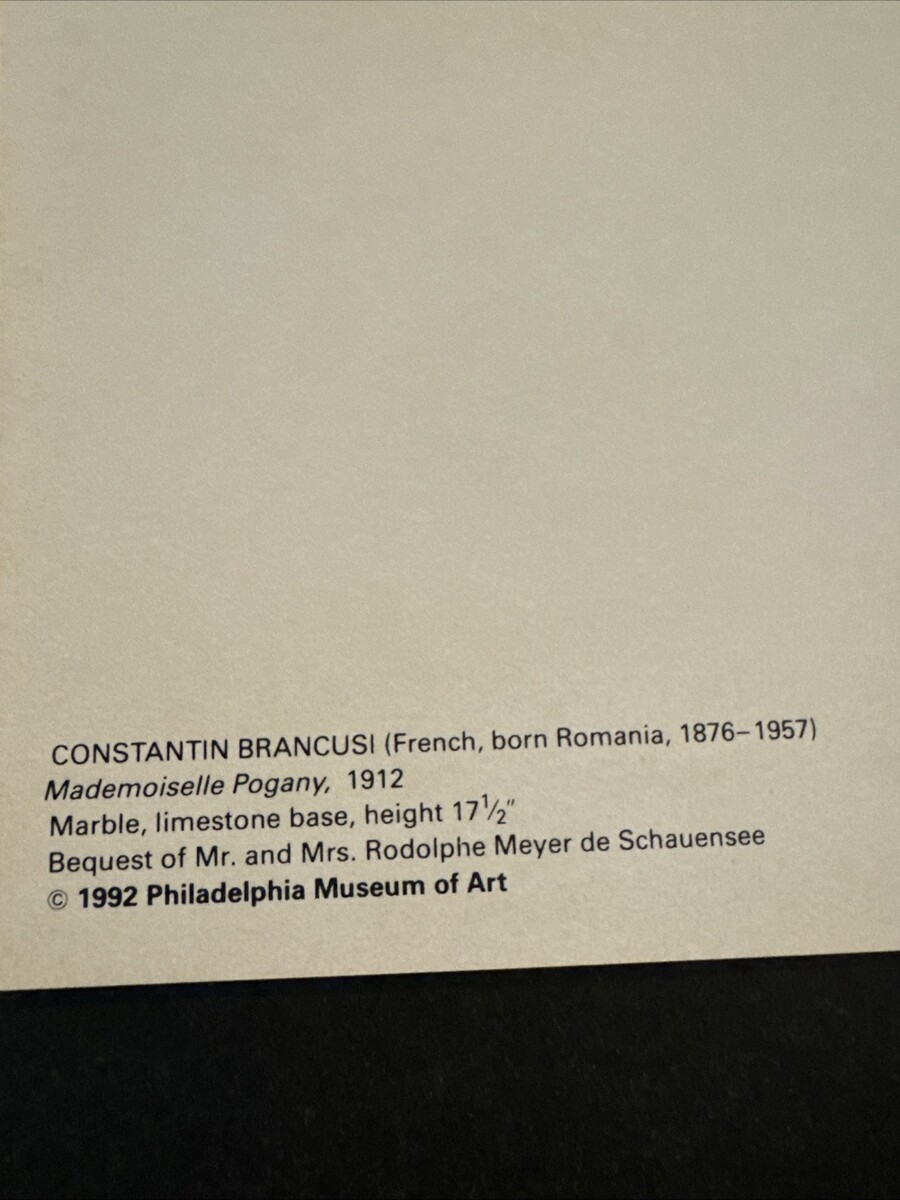 CONSTANTIN BRANCUSI (French, born Romania, 1876–1957)
Mademoiselle Pogany, 1912
Marble, limestone base, height 17½"
Bequest of Mr. and Mrs. Rodolphe Meyer de Schauensee
© 1992 Philadelphia Museum of Art